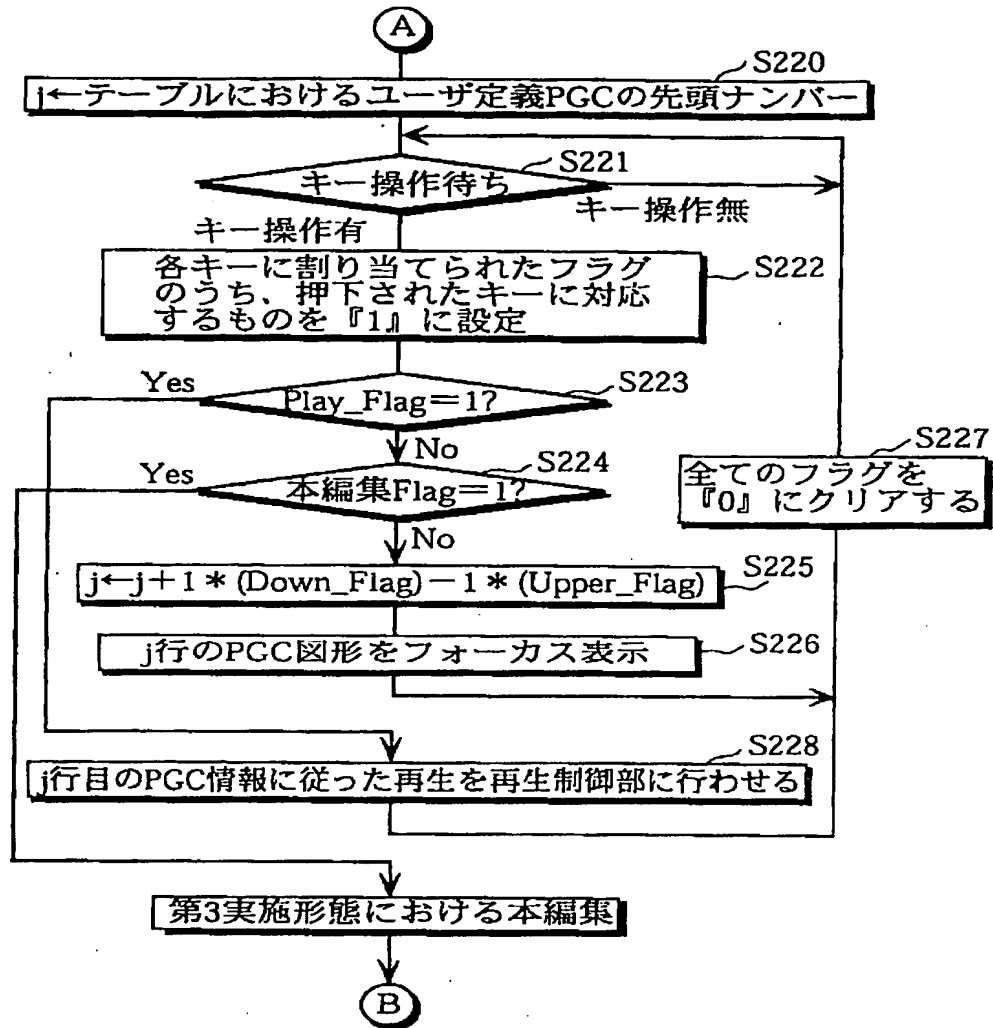 A
S220
j←テーブルにおけるユーザ定義PGCの先頭ナンバー
S221
キー操作待ち
キー操作無
キー操作有
S222
各キーに割り当てられたフラグ
のうち、押下されたキーに対応
するものを『1』に設定
Yes
S223
Play_Flag=1?
No
S227
全てのフラグを
『0』にクリアする
Yes
S224
本編集Flag=1?
No
j←j+1*(Down_Flag)-1*(Upper_Flag)
S225
j行のPGC図形をフォーカス表示
S226
S228
j行目のPGC情報に従った再生を再生制御部に行わせる
第3実施形態における本編集
B